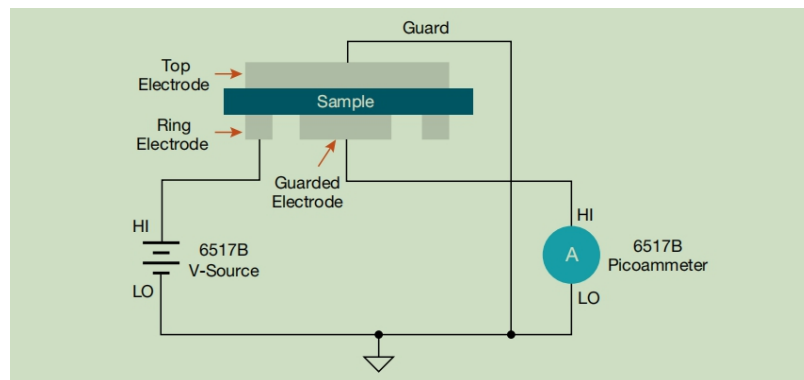 Guard
Top
Electrode
Sample
Ring
Electrode
Guarded
Electrode
HI
6517B
V-Source
LO
HI
A
6517B
Picoammeter
LO